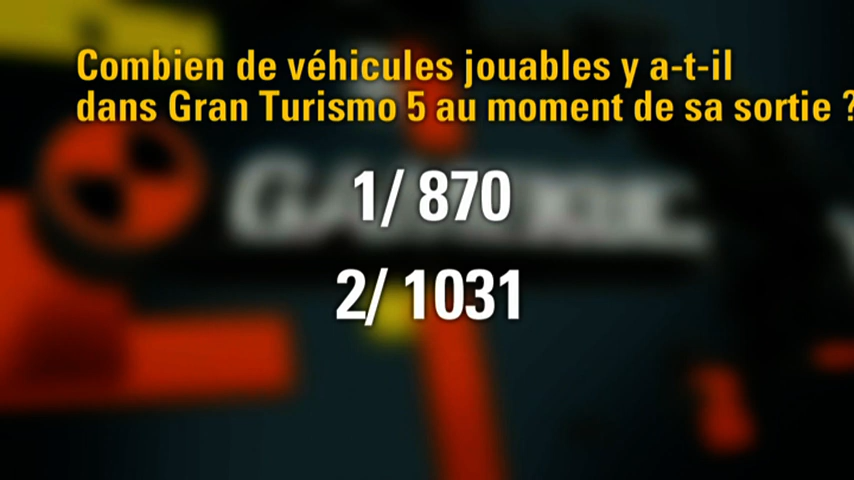 Combien de véhicules jouables y a-t-il
dans Gran Turismo 5 au moment de sa sortie ?
1/ 870
2/ 1031